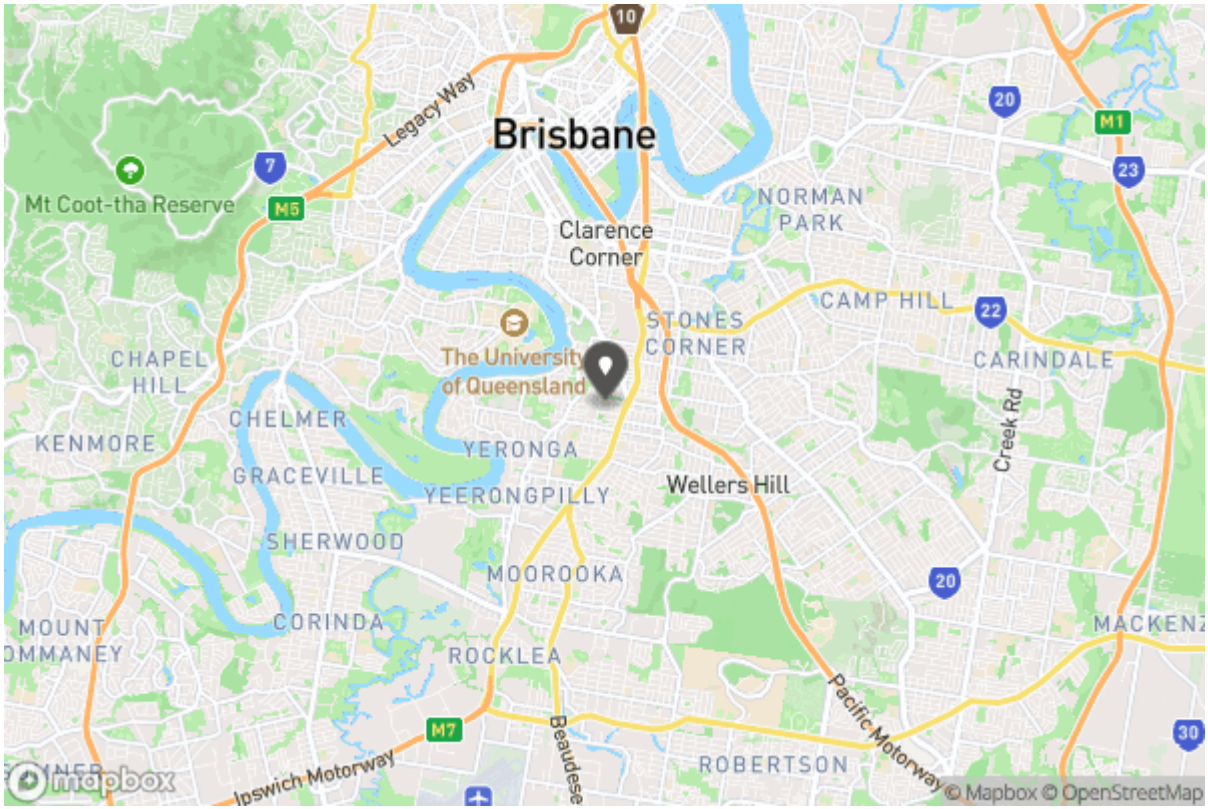 10
Legacy Way
Brisbane
20
M1
23
7
Mt Coot-tha Reserve
M5
NORMAN
PARK
Clarence
Corner
CAMP HILL
22
STONES
CORNER
The University
of Queensland
CHAPEL
HILL
CARINDALE
CHELMER
KENMORE
Creek Rd
YERONGA
GRACEVILLE
Wellers Hill
YEERONGPILLY
SHERWOOD
MOOROOKA
20
CORINDA
MOUNT
OMMANEY
MACKENZ
ROCKLEA
Pacific Motorway
M7
Beaudese
30
Ipswich Motorway
ROBERTSON
mapbox
© Mapbox © OpenStreetMap